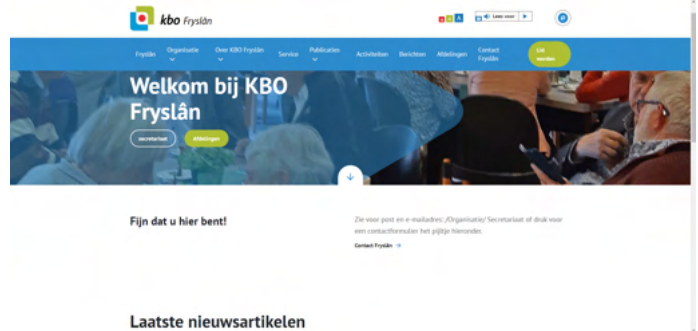 kbo Fryslân
A A A
Lees voor
Fryslân
Organisatie
Over KBO Fryslân
Service
Publicaties
Activiteiten
Berichten
Afdelingen
Contact
Fryslân
Lid
worden
Welkom bij KBO
Fryslân
secretariaat
Afdelingen
Fijn dat u hier bent!
Zie voor post en e-mailadres: /Organisatie/ Secretariaat of druk voor
een contactformulier het pijltje hieronder.
Contact Fryslân
Laatste nieuwsartikelen